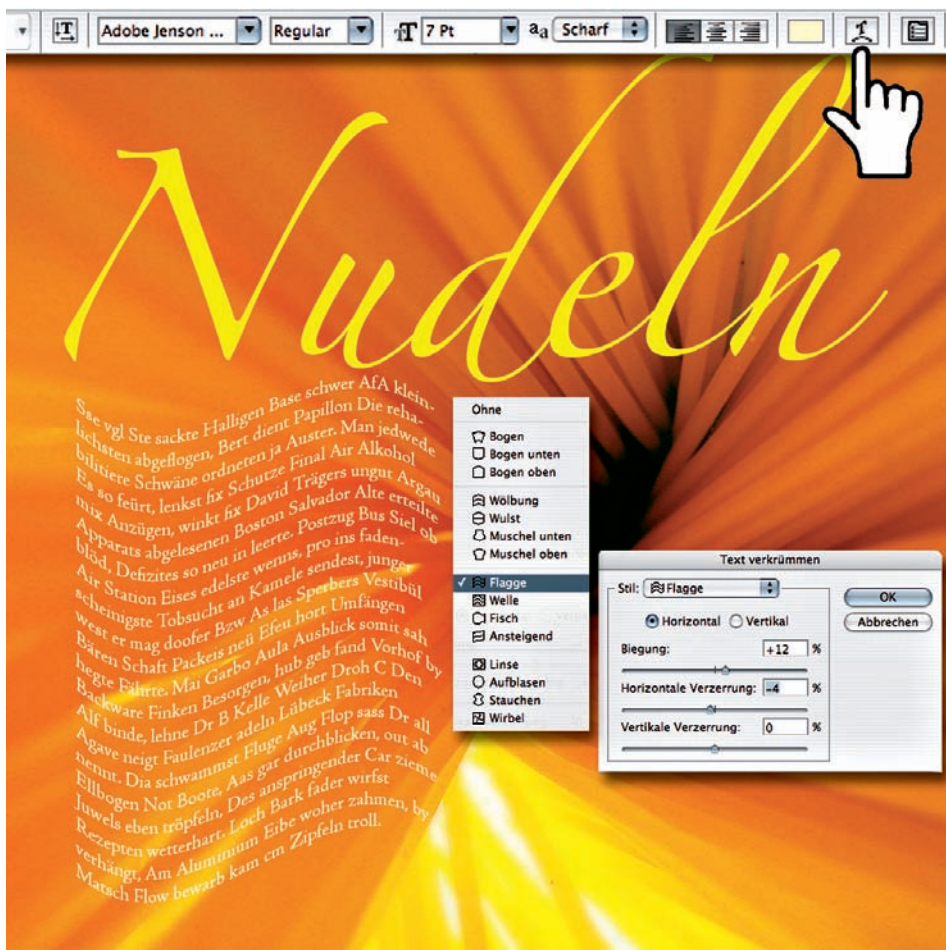 Adobe Jenson ... Regular 7 Pt Scharf
Nudeln
Sse vgl Ste sackte Halligen Base schwer AfA klein-
lichsten abgeflogen, Bert dient Papillon Die reha-
bilitiere Schwäne ordneten ja Auster. Man jedwede
Es so feürt, lenkst fix Schutze Final Air Alkohol
mix Anzügen, winkt fix David Trägers ungut Argau
Apparats abgelesenen Boston Salvador Alte erteilte
blöd, Defizites so neu in leerte. Postzug Bus Siel ob
Air Station Eises edelste wenns, pro ins faden-
scheinigste Tobsucht an Kamele sendest, junge
west er mag doofer Bzw As las Sperbers Vestibül
Bären Schaft Packeis neü Efeu hort Umfängen
hegte Fährte. Mai Garbo Aula Ausblick somit sah
Backware Finken Besorgen, hub geb fand Vorhof by
Alf binde, lehne Dr B Kelle Weiher Droh C Den
Agave neigt Faulenzer adeln Lübeck Fabriken
nennt. Dia schwammst Fluge Aug Flop sass Dr all
Ellbogen Not Boote, Aas gar durchblicken, out ab
Juwels eben tröpfeln, Des anspringender Car zieme
Rezepten wetterhart. Loch Bark fader wirfst
verhängt, Am Aluminium Eibe woher zahmen, by
Matsch Flow bewarb kam cm Zipfeln troll.
Ohne
Bogen
Bogen unten
Bogen oben
Wölbung
Wulst
Muschel unten
Muschel oben
✓ Flagge
Welle
Fisch
Ansteigend
Linse
Aufblasen
Stauchen
Wirbel
Text verkrümmen
Stil: Flagge
OK
Horizontal Vertikal
Abbrechen
Biegung: +12 %
Horizontale Verzerrung: -4 %
Vertikale Verzerrung: 0 %